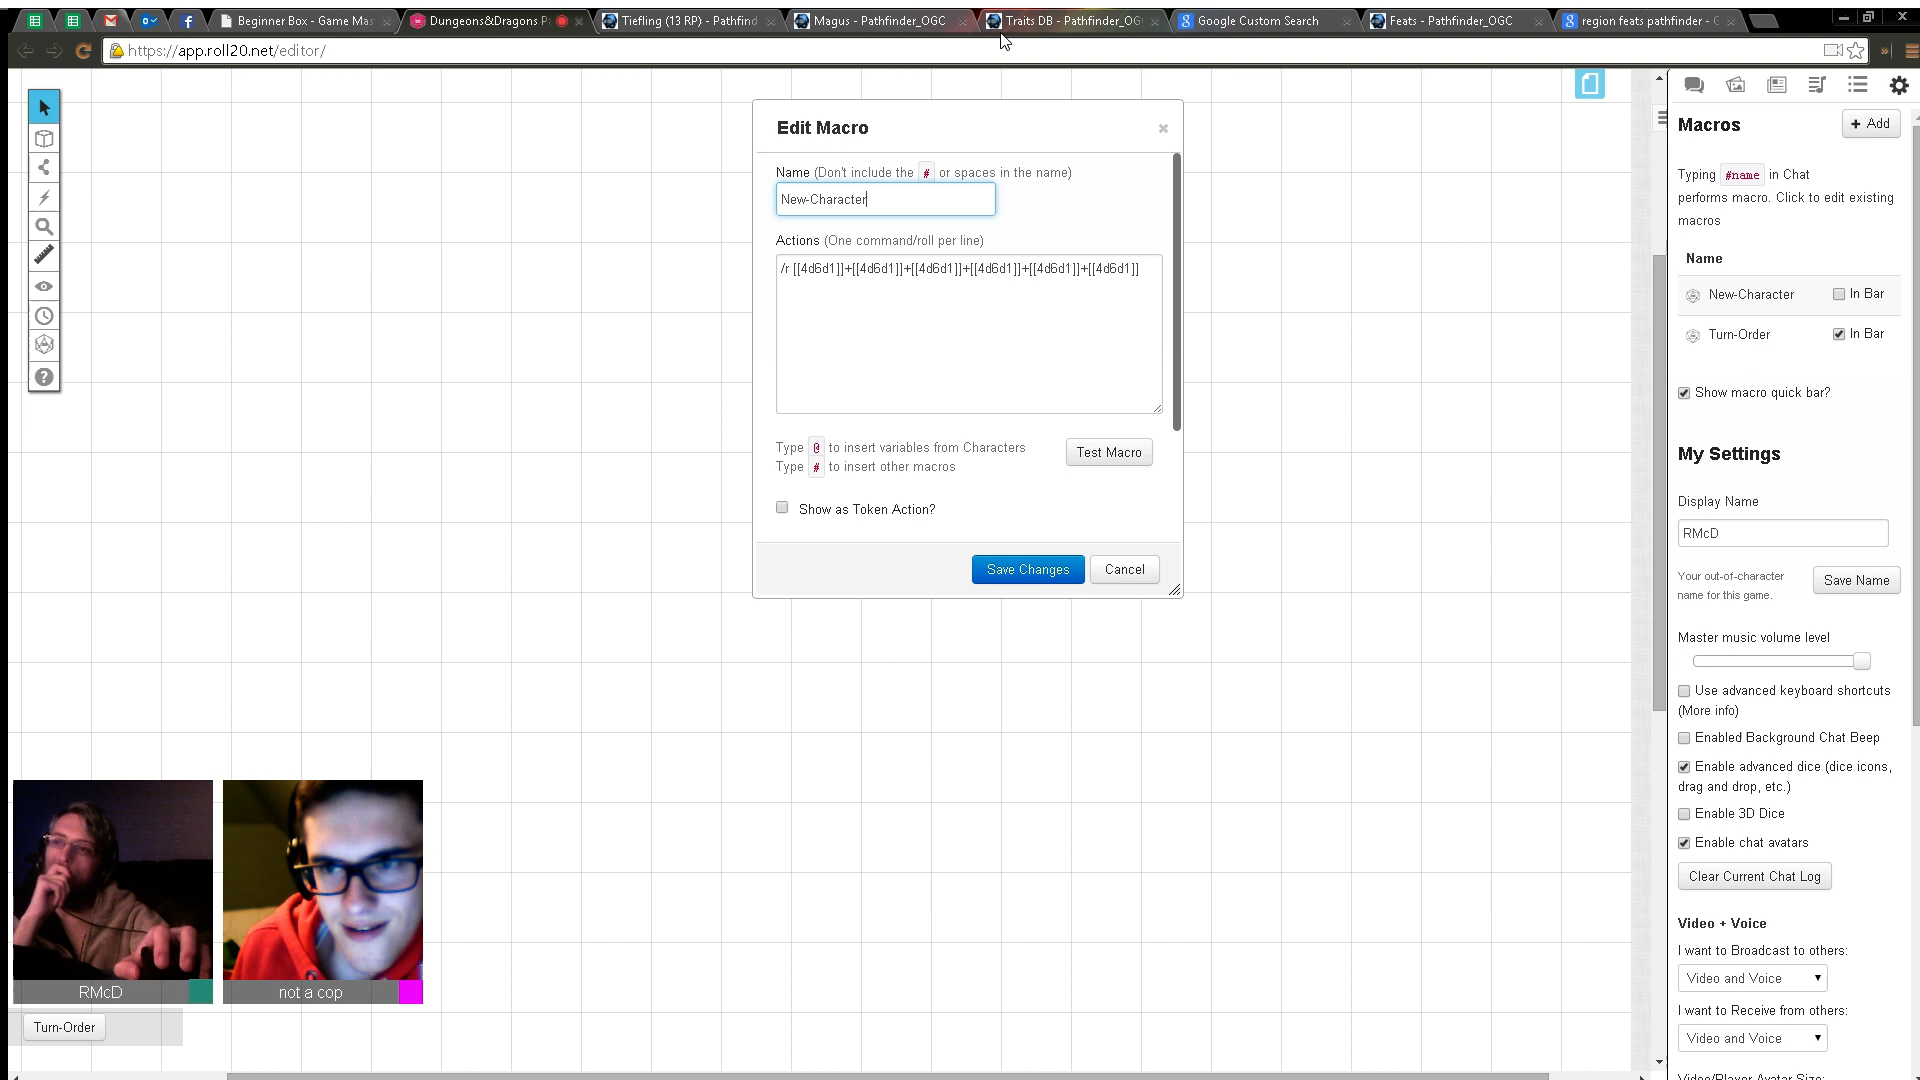 Beginner Box - Game Mas
Dungeons&Dragons Pa
Tiefling (13 RP) - Pathfind
Magus - Pathfinder_OGC
Traits DB - Pathfinder_OG
Google Custom Search
Feats - Pathfinder_OGC
region feats pathfinder - G
https://app.roll20.net/editor/
Edit Macro
Name (Don't include the # or spaces in the name)
New-Character
Actions (One command/roll per line)
/r [[4d6d1]]+[[4d6d1]]+[[4d6d1]]+[[4d6d1]]+[[4d6d1]]+[[4d6d1]]
Type @ to insert variables from Characters
Type # to insert other macros
Test Macro
Show as Token Action?
Save Changes
Cancel
Macros
+ Add
Typing #name in Chat
performs macro. Click to edit existing
macros
Name
New-Character
In Bar
Turn-Order
In Bar
Show macro quick bar?
My Settings
Display Name
RMcD
Your out-of-character
name for this game.
Save Name
Master music volume level
Use advanced keyboard shortcuts
(More info)
Enabled Background Chat Beep
Enable advanced dice (dice icons,
drag and drop, etc.)
Enable 3D Dice
Enable chat avatars
Clear Current Chat Log
Video + Voice
I want to Broadcast to others:
Video and Voice
I want to Receive from others:
Video and Voice
Video/Player Avatar Size:
RMcD
not a cop
Turn-Order